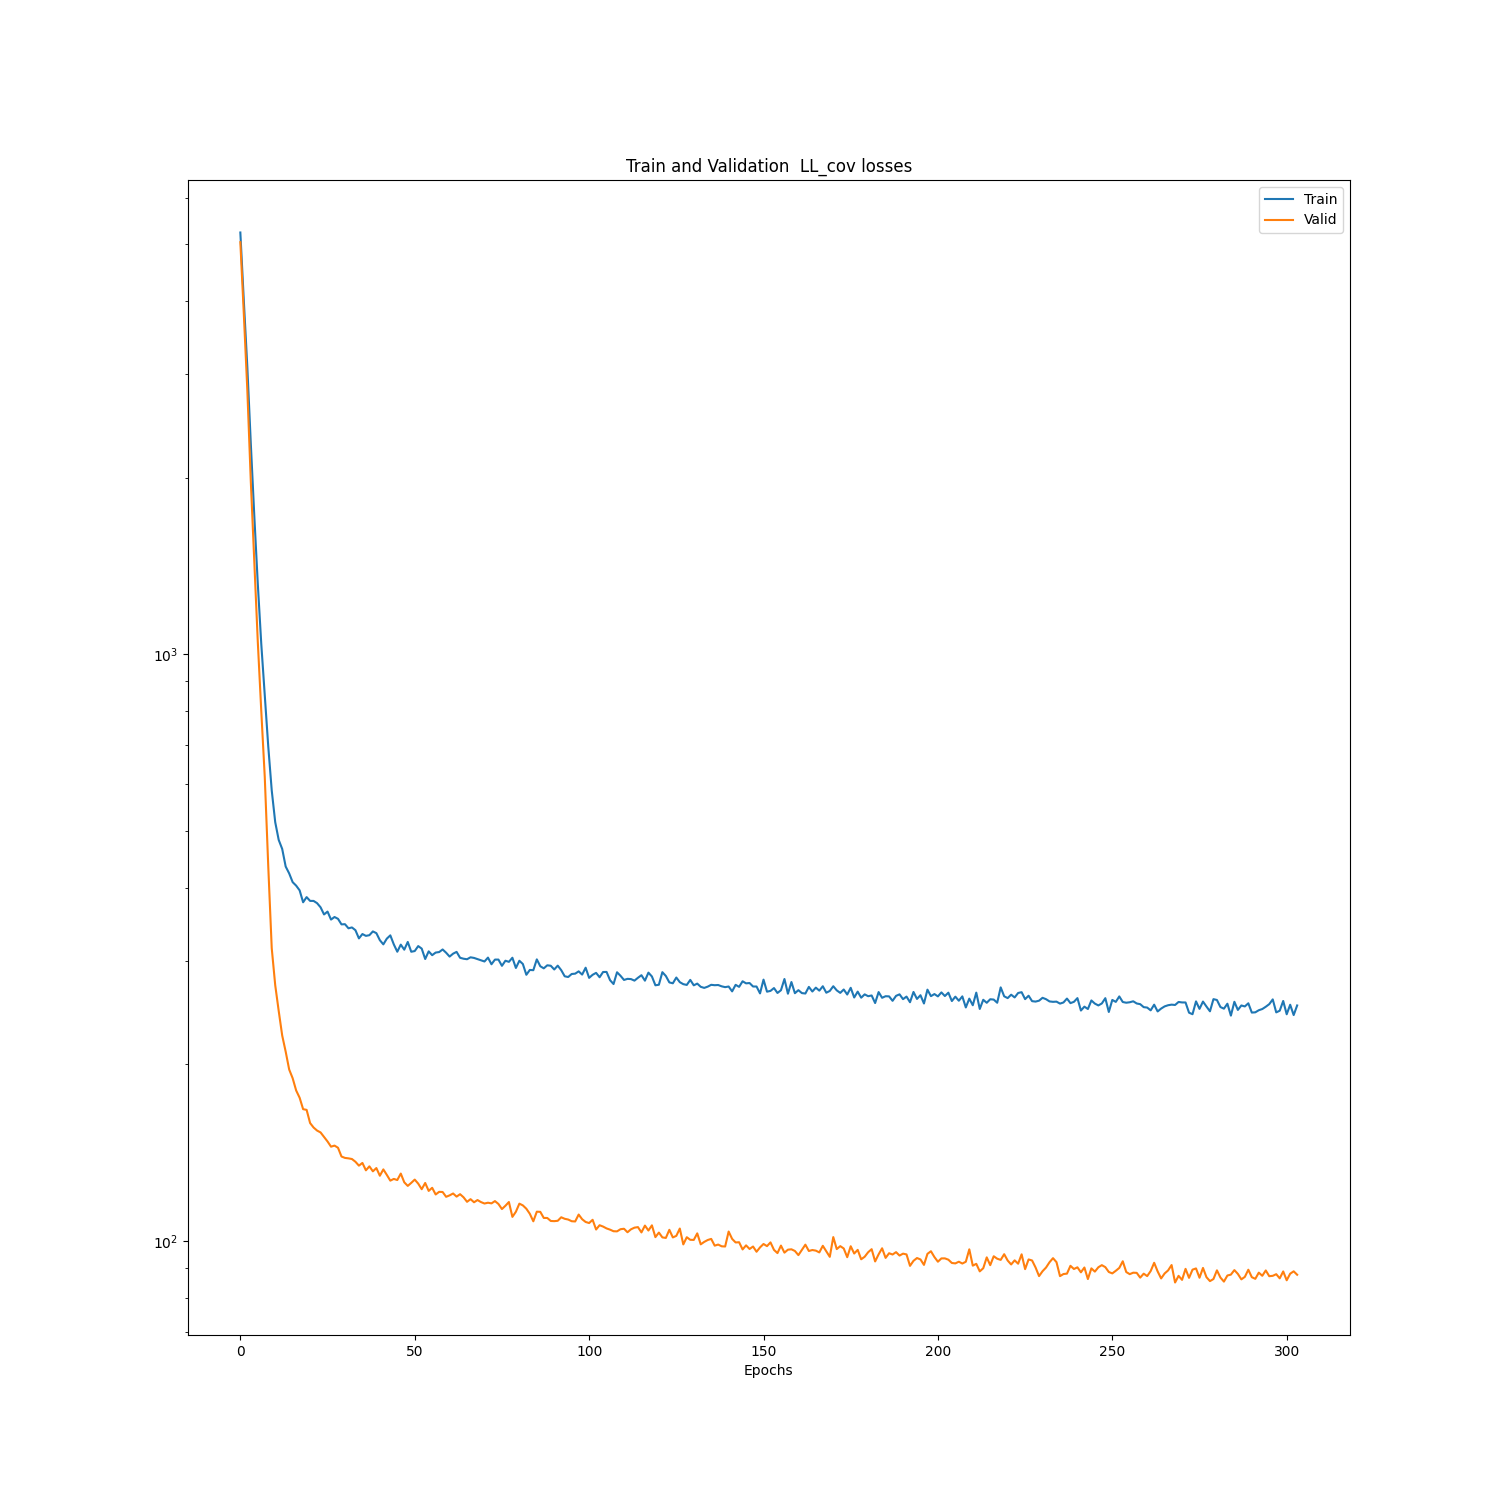 Train and Validation  LL_cov losses
Train
Valid
10³
10²
0 50 100 150 200 250 300
Epochs